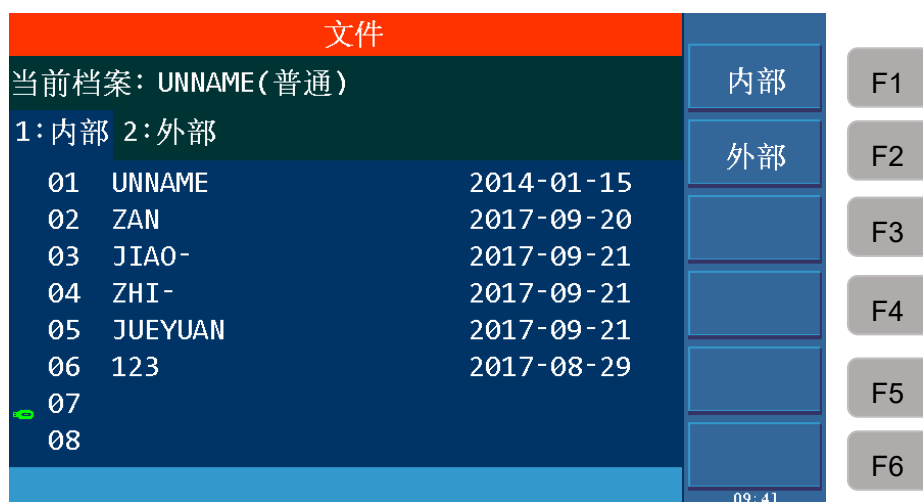 文件
当前档案：UNNAME(普通)
1:内部 2:外部
01 UNNAME 2014-01-15
02 ZAN 2017-09-20
03 JIAO- 2017-09-21
04 ZHI- 2017-09-21
05 JUEYUAN 2017-09-21
06 123 2017-08-29
07
08
内部
外部
09:41
F1
F2
F3
F4
F5
F6